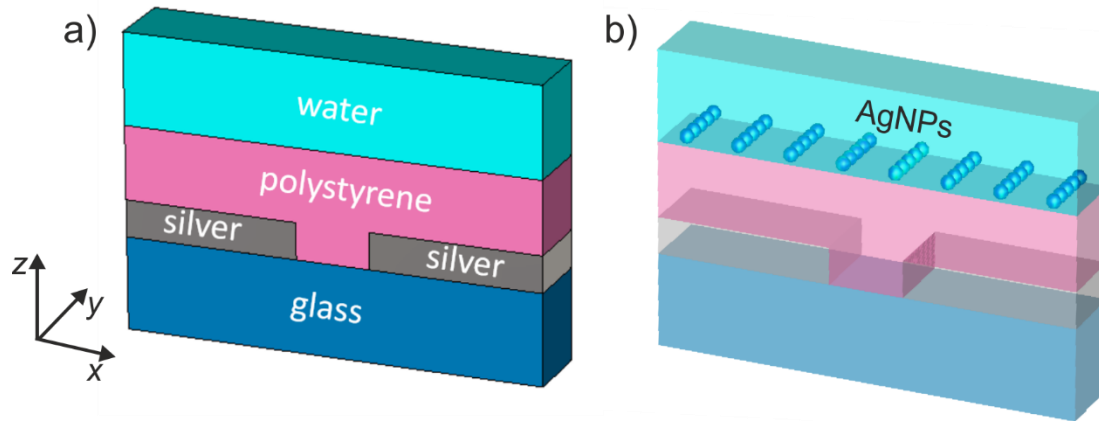 a)
water
polystyrene
silver
silver
glass
z
y
x
b)
AgNPs